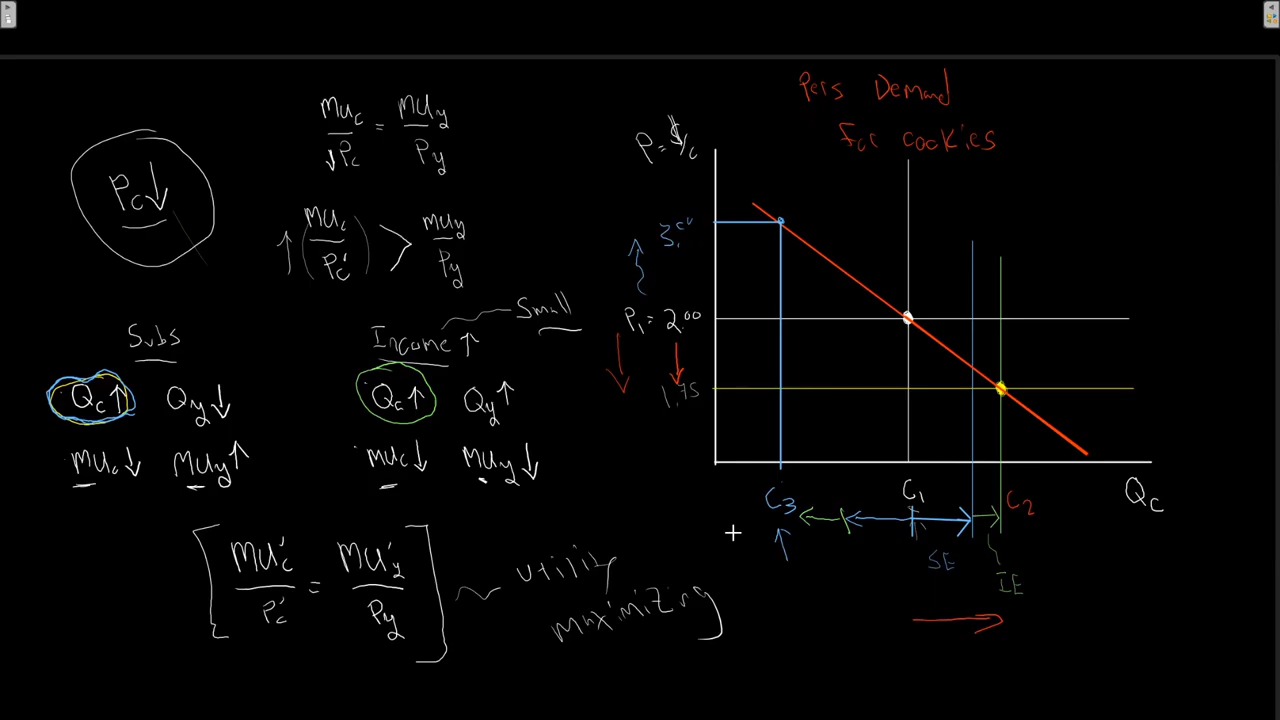 Pers Demand
For cookies
MUc/↓Pc = MUy/Py
Pc↓
↑(MUc/Pc') > MUy/Py
P=$/c
3.00
P₁ = 2.00
1.75
Subs
Income ↑
Small
Qc↑ Qy↓
Qc↑ Qy↑
MUc↓ MUy↑
MUc↓ MUy↓
[MU'c/P'c = MU'y/Py] ~ utility
maximizing
C₃
C₁
C₂
Qc
SE
IE